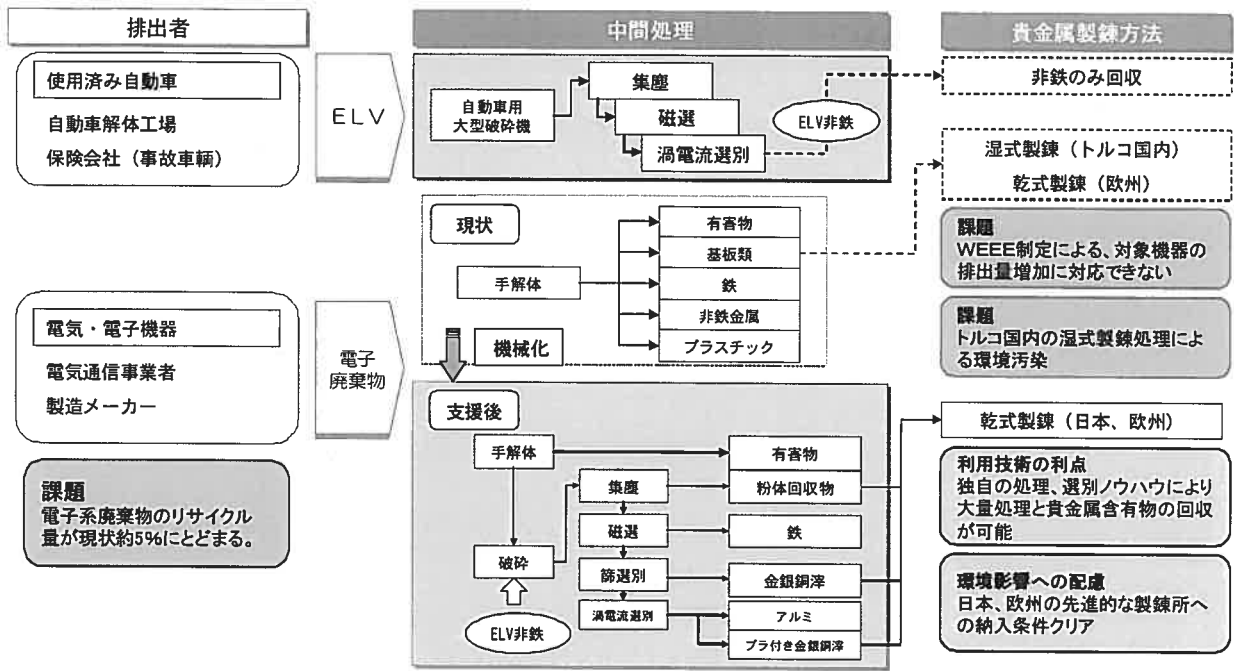 排出者
使用済み自動車
自動車解体工場
保険会社（事故車輌）
ELV
中間処理
自動車用
大型破砕機
集塵
磁選
渦電流選別
ELV非鉄
貴金属製錬方法
非鉄のみ回収
湿式製錬（トルコ国内）
乾式製錬（欧州）
現状
手解体
有害物
基板類
鉄
非鉄金属
プラスチック
機械化
課題
WEEE制定による、対象機器の
排出量増加に対応できない
課題
トルコ国内の湿式製錬処理によ
る環境汚染
電気・電子機器
電気通信事業者
製造メーカー
電子
廃棄物
課題
電子系廃棄物のリサイクル
量が現状約5%にとどまる。
支援後
手解体
破砕
ELV非鉄
集塵
磁選
篩選別
渦電流選別
有害物
粉体回収物
鉄
金銀銅滓
アルミ
プラ付き金銀銅滓
乾式製錬（日本、欧州）
利用技術の利点
独自の処理、選別ノウハウにより
大量処理と貴金属含有物の回収
が可能
環境影響への配慮
日本、欧州の先進的な製錬所へ
の納入条件クリア